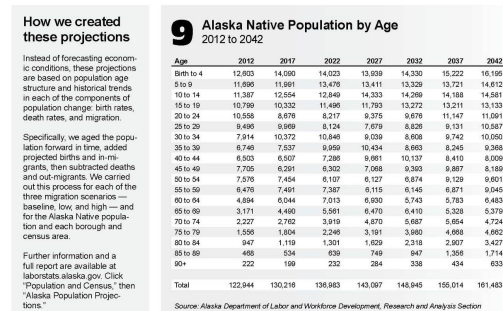 How we created
these projections
Instead of forecasting econom-
ic conditions, these projections
are based on population age
structure and historical trends
in each of the components of
population change: birth rates,
death rates, and migration.
Specifically, we aged the popu-
lation forward in time, added
projected births and in-mi-
grants, then subtracted deaths
and out-migrants. We carried
out this process for each of the
three migration scenarios —
baseline, low, and high — and
for the Alaska Native popula-
tion and each borough and
census area.
Further information and a
full report are available at
laborstats.alaska.gov. Click
"Population and Census," then
"Alaska Population Projec-
tions."
9 Alaska Native Population by Age
2012 to 2042
Age 2012 2017 2022 2027 2032 2037 2042
Birth to 4 12,603 14,090 14,023 13,939 14,330 15,222 16,195
5 to 9 11,696 11,991 13,476 13,411 13,329 13,721 14,612
10 to 14 11,387 12,554 12,849 14,333 14,269 14,188 14,581
15 to 19 10,799 10,332 11,496 11,793 13,272 13,211 13,133
20 to 24 10,558 8,676 8,217 9,375 9,676 11,147 11,091
25 to 29 9,496 9,969 8,124 7,679 8,826 9,131 10,587
30 to 34 7,914 10,372 10,846 9,039 8,608 9,742 10,050
35 to 39 6,746 7,537 9,959 10,434 8,663 8,245 9,368
40 to 44 6,503 6,507 7,286 9,661 10,137 8,410 8,009
45 to 49 7,705 6,291 6,302 7,068 9,393 9,867 8,189
50 to 54 7,576 7,454 6,107 6,127 6,874 9,129 9,601
55 to 59 6,476 7,491 7,387 6,115 6,145 6,871 9,045
60 to 64 4,894 6,044 7,013 6,930 5,743 5,783 6,483
65 to 69 3,171 4,490 5,561 6,470 6,410 5,328 5,379
70 to 74 2,227 2,762 3,919 4,870 5,687 5,654 4,724
75 to 79 1,556 1,804 2,246 3,191 3,980 4,668 4,662
80 to 84 947 1,119 1,301 1,629 2,318 2,907 3,427
85 to 89 468 534 639 749 947 1,356 1,714
90+ 222 199 232 284 338 434 633
Total 122,944 130,216 136,983 143,097 148,945 155,014 161,483
Source: Alaska Department of Labor and Workforce Development, Research and Analysis Section